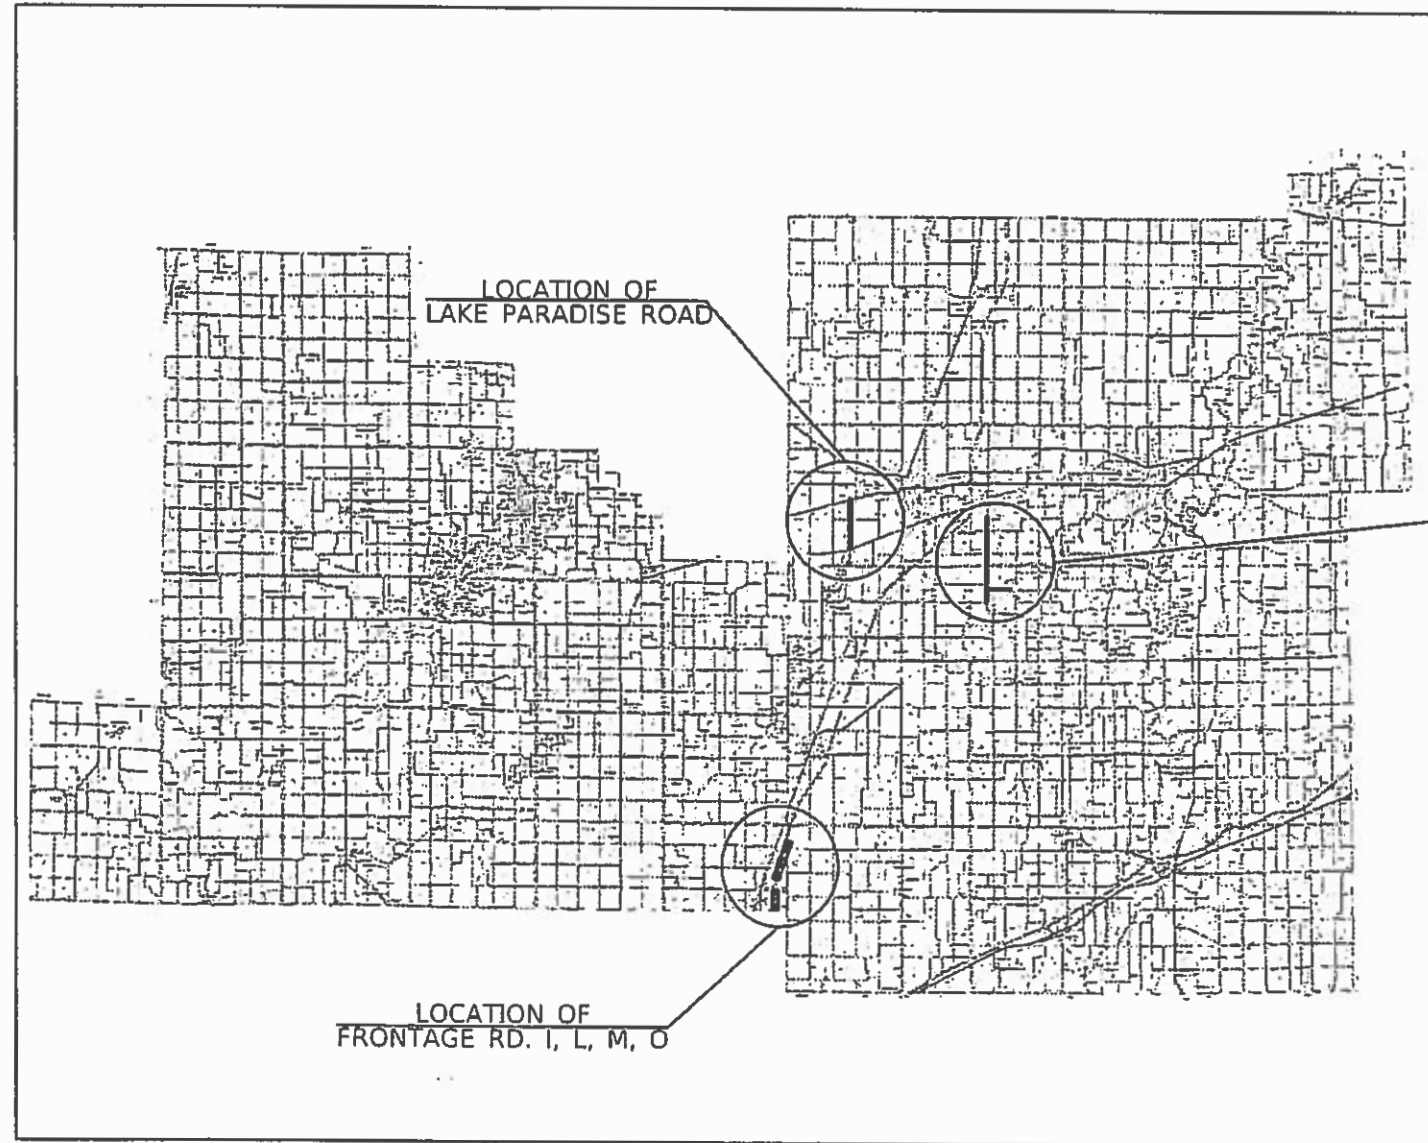 LOCATION OF
LAKE PARADISE ROAD
LOCATION OF
FRONTAGE RD. I, L, M, O